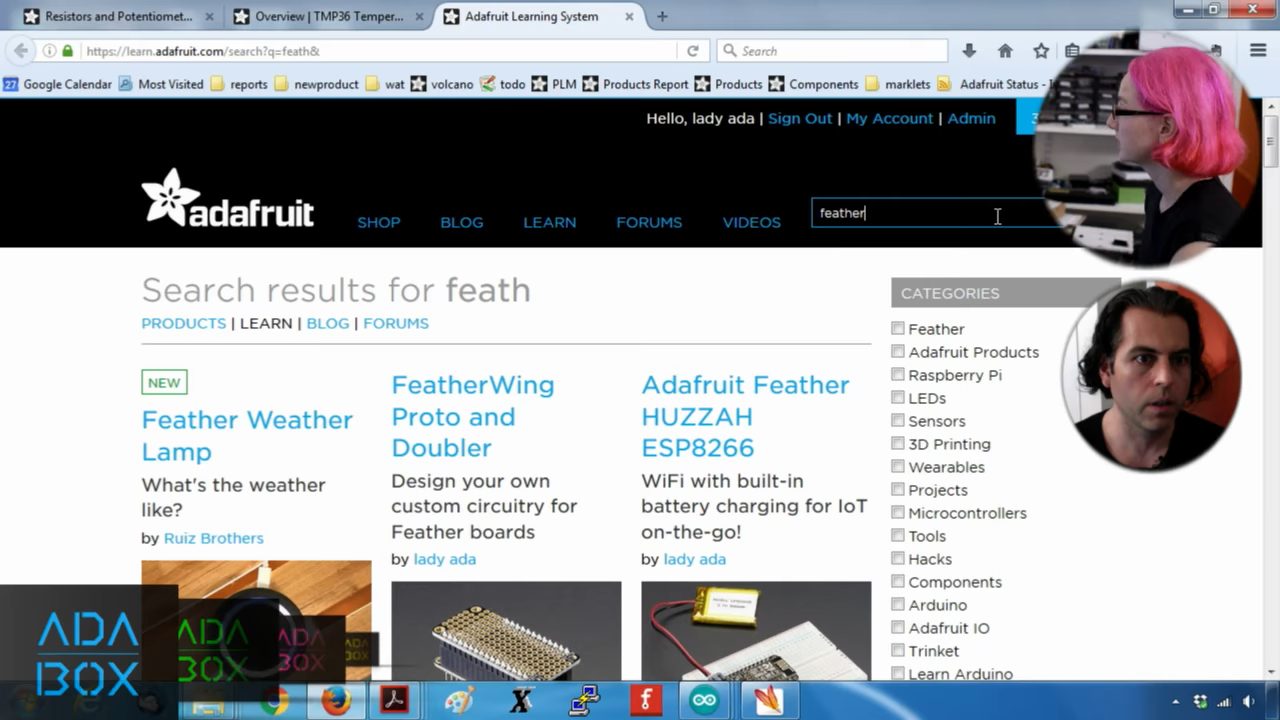 Resistors and Potentiomet...
Overview | TMP36 Temper...
Adafruit Learning System
https://learn.adafruit.com/search?q=feath&
Search
Google Calendar
Most Visited
reports
newproduct
wat
volcano
todo
PLM
Products Report
Products
Components
marklets
Adafruit Status -
Hello, lady ada | Sign Out | My Account | Admin
adafruit
SHOP
BLOG
LEARN
FORUMS
VIDEOS
feather
Search results for feath
PRODUCTS | LEARN | BLOG | FORUMS
NEW
Feather Weather
Lamp
What's the weather
like?
by Ruiz Brothers
FeatherWing
Proto and
Doubler
Design your own
custom circuitry for
Feather boards
by lady ada
Adafruit Feather
HUZZAH
ESP8266
WiFi with built-in
battery charging for IoT
on-the-go!
by lady ada
CATEGORIES
Feather
Adafruit Products
Raspberry Pi
LEDs
Sensors
3D Printing
Wearables
Projects
Microcontrollers
Tools
Hacks
Components
Arduino
Adafruit IO
Trinket
Learn Arduino
ADA
BOX
ADA
BOX
ADA
BOX
ADA
BOX